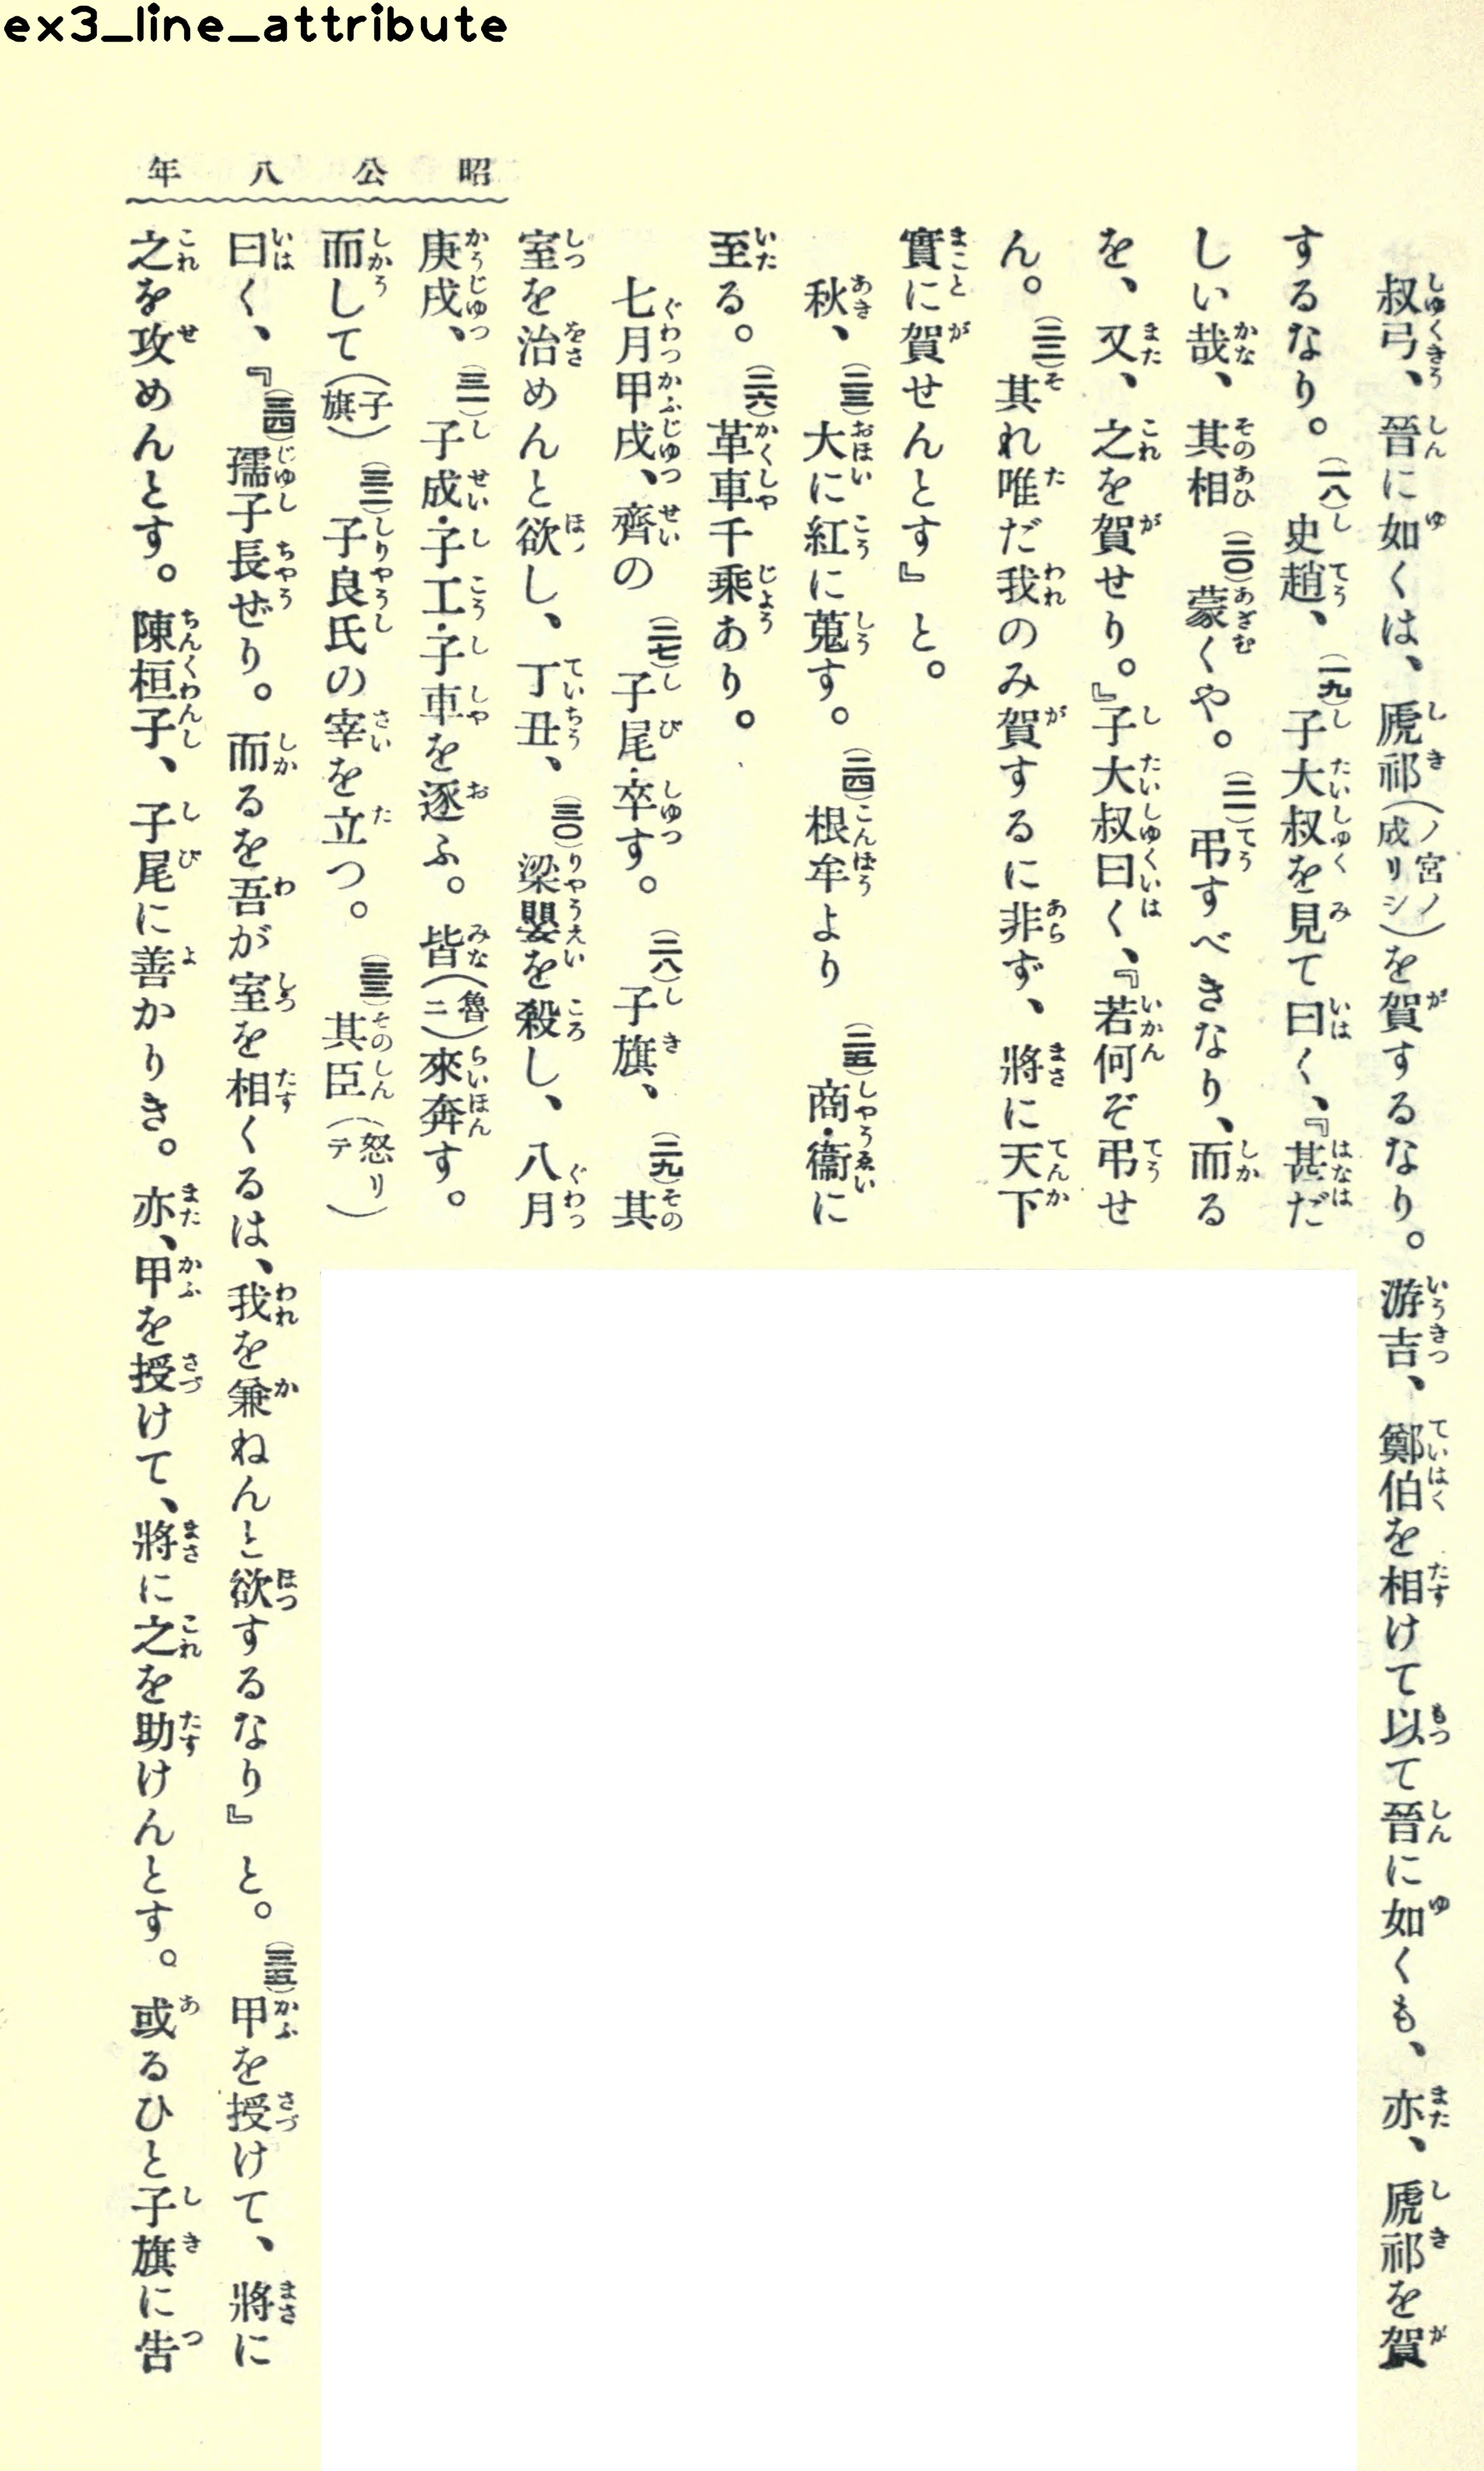 ex3_line_attribute
昭公八年
叔弓、晉に如くは、虒祁(ノ宮ノ成リシ)を賀するなり。游吉、鄭伯を相けて以て晉に如くも、亦、虒祁を賀
するなり。(一八)史趙、(一九)子大叔を見て曰く、『甚だ
しい哉、其相(二〇)蒙くや。(二一)弔すべきなり、而る
を、又、之を賀せり。』子大叔曰く、『若何ぞ弔せ
ん。(二二)其れ唯だ我のみ賀するに非ず、將に天下
實に賀せんとす』と。
秋、(二三)大に紅に蒐す。(二四)根牟より(二五)商・衞に
至る。(二六)革車千乘あり。
七月甲戌、齊の(二七)子尾・卒す。(二八)子旗、(二九)其
室を治めんと欲し、丁丑、(三〇)梁嬰を殺し、八月
庚戌、(三一)子成・子工・子車を逐ふ。皆(魯ニ)來奔す。
而して(子旗)(三二)子良氏の宰を立つ。(三三)其臣(怒リテ)
曰く、『(三四)孺子長ぜり。而るを吾が室を相くるは、我を兼ねんと欲するなり』と。(三五)甲を授けて、將に
之を攻めんとす。陳桓子、子尾に善かりき。亦、甲を授けて、將に之を助けんとす。或るひと子旗に告